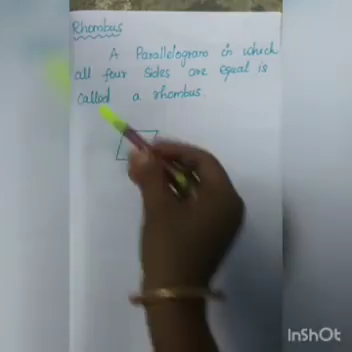 Rhombus
A Parallelogram in which
all four sides are equal is
called a rhombus.
InShOt